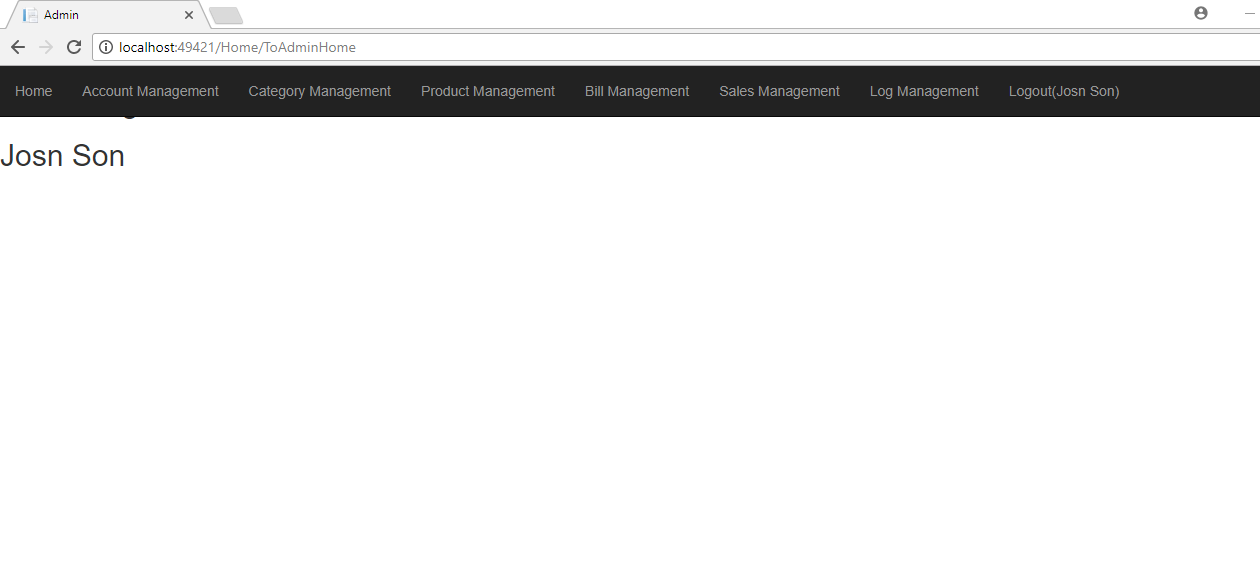 Admin
localhost:49421/Home/ToAdminHome
Home Account Management Category Management Product Management Bill Management Sales Management Log Management Logout(Josn Son)
Josn Son